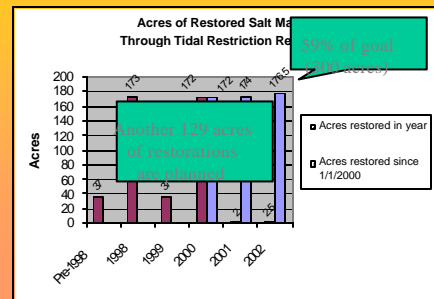 Acres of Restored Salt Ma
Through Tidal Restriction Re
59% of goal
(300 acres)
Another 129 acres
of restorations
are planned
Acres
200
180
160
140
120
100
80
60
40
20
0
37
173
34
172
172
2
174
2.5
176.5
Pre-1998
1998
1999
2000
2001
2002
Acres restored in year
Acres restored since
1/1/2000